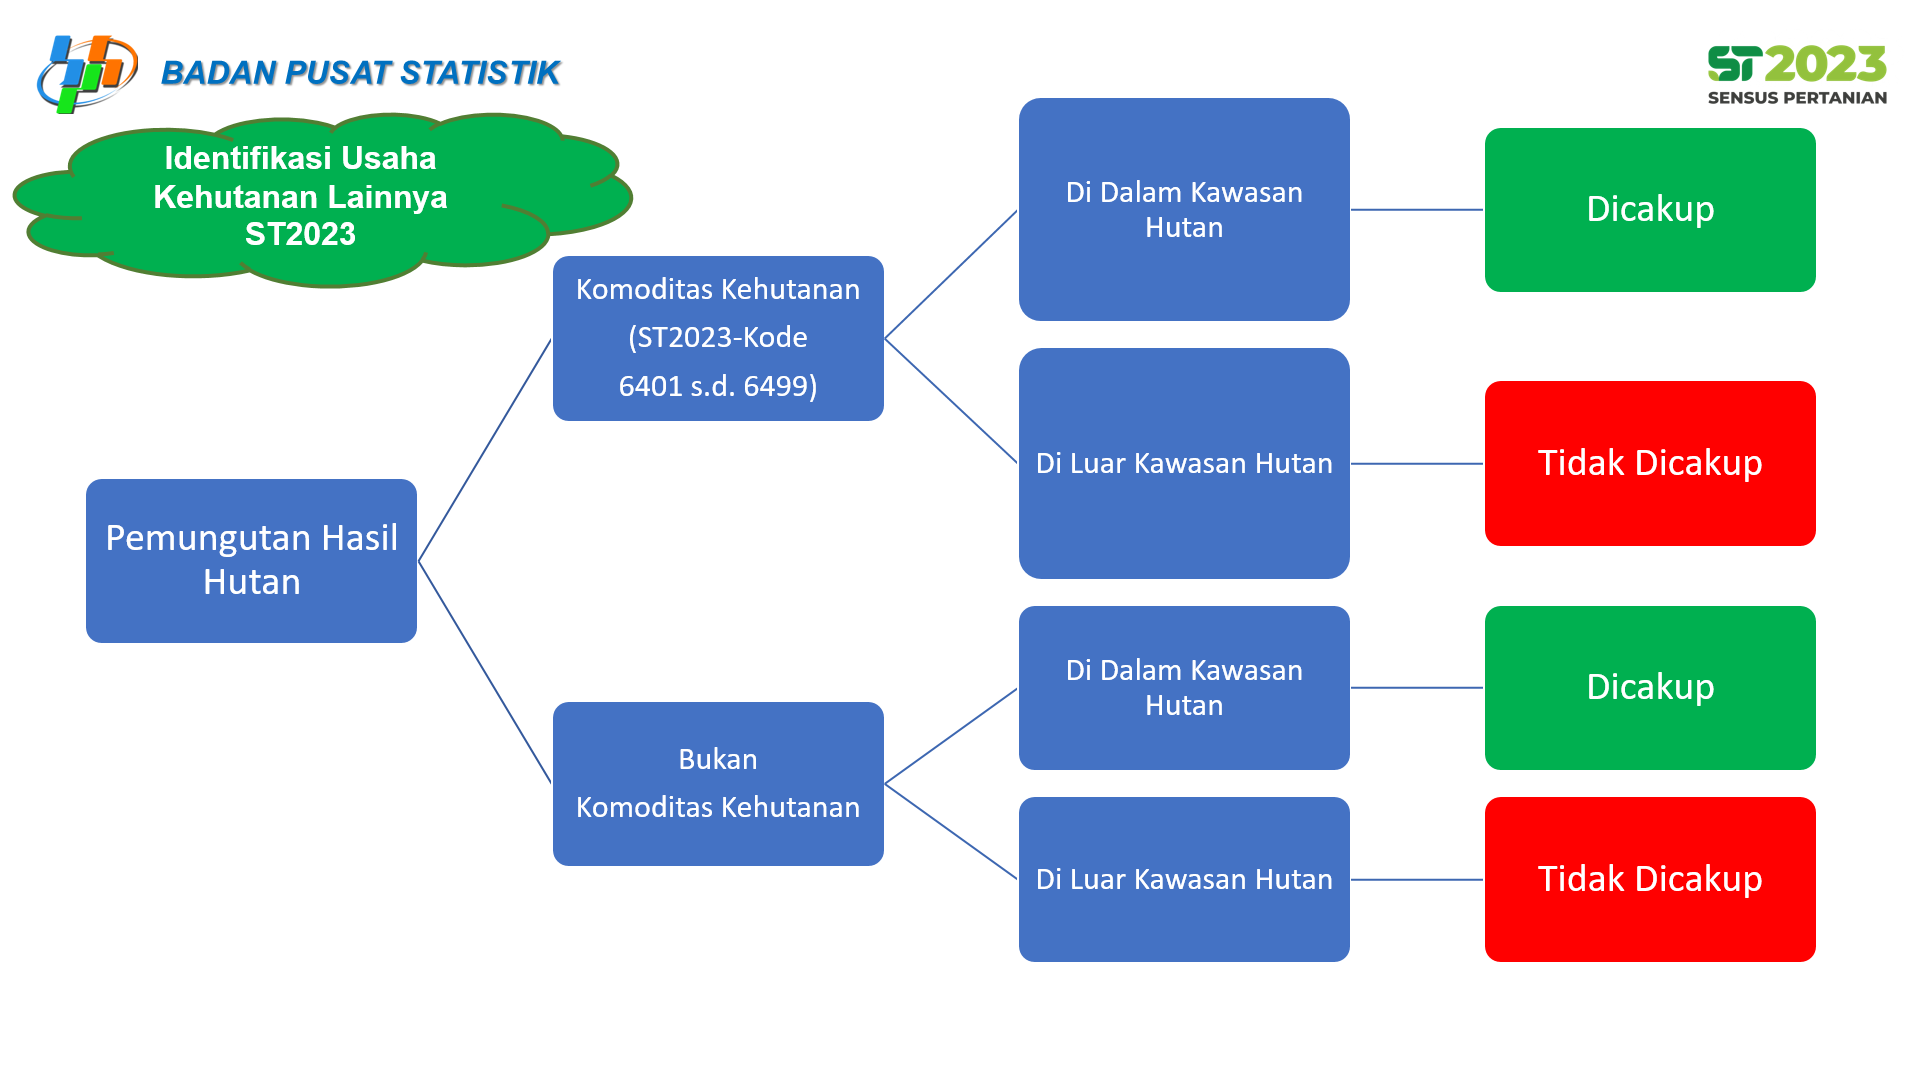 BADAN PUSAT STATISTIK
ST2023
SENSUS PERTANIAN
Identifikasi Usaha
Kehutanan Lainnya
ST2023
Pemungutan Hasil
Hutan
Komoditas Kehutanan
(ST2023-Kode
6401 s.d. 6499)
Di Dalam Kawasan
Hutan
Dicakup
Di Luar Kawasan Hutan
Tidak Dicakup
Bukan
Komoditas Kehutanan
Di Dalam Kawasan
Hutan
Dicakup
Di Luar Kawasan Hutan
Tidak Dicakup